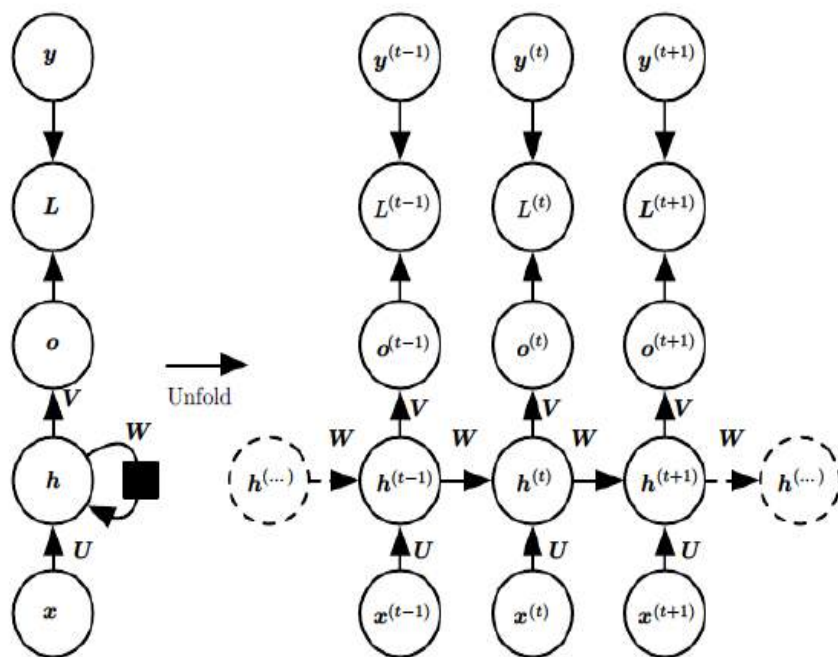 y y^(t−1) y^(t) y^(t+1)
L L^(t−1) L^(t) L^(t+1)
o o^(t−1) o^(t) o^(t+1)
Unfold
V V V V
W W W W W
h h^(...) h^(t−1) h^(t) h^(t+1) h^(...)
U U U U
x x^(t−1) x^(t) x^(t+1)